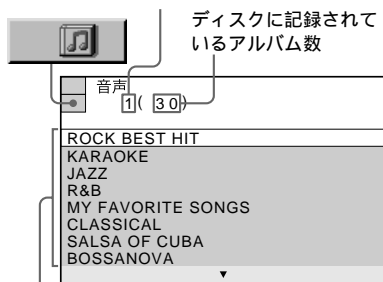 ディスクに記録されて
いるアルバム数
音声
1( 30)
ROCK BEST HIT
KARAOKE
JAZZ
R&B
MY FAVORITE SONGS
CLASSICAL
SALSA OF CUBA
BOSSANOVA